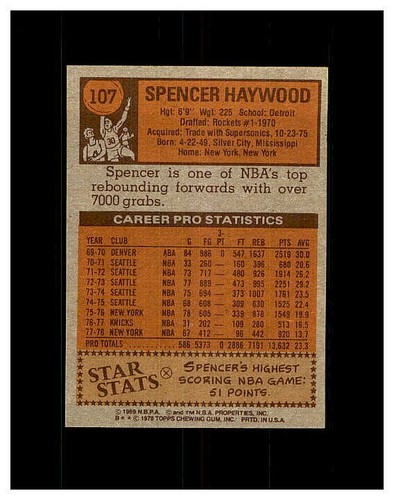 107
SPENCER HAYWOOD
Hgt: 6'9" Wgt: 225 School: Detroit
Drafted: Rockets #1-1970
Acquired: Trade with Supersonics, 10-23-75
Born: 4-22-49, Silver City, Mississippi
Home: New York, New York
Spencer is one of NBA's top
rebounding forwards with over
7000 grabs.
CAREER PRO STATISTICS
3-
YEAR CLUB G FG PT FT REB PTS AVG
69-70 DENVER ABA 84 986 0 547 1637 2519 30.0
70-71 SEATTLE NBA 33 260 — 160 396 680 20.6
71-72 SEATTLE NBA 73 717 — 480 926 1914 26.2
72-73 SEATTLE NBA 77 889 — 473 995 2251 29.2
73-74 SEATTLE NBA 75 694 — 373 1007 1761 23.5
74-75 SEATTLE NBA 68 608 — 309 630 1525 22.4
75-76 NEW YORK NBA 78 605 — 339 878 1549 19.9
76-77 KNICKS NBA 31 202 — 109 280 513 16.5
77-78 NEW YORK NBA 67 412 — 96 442 920 13.7
PRO TOTALS 586 5373 0 2886 7191 13,632 23.3
STAR
STATS
SPENCER'S HIGHEST
SCORING NBA GAME:
51 POINTS.
© 1969 N.B.P.A. © and TM N.B.A. PROPERTIES, INC.
B★★ © 1978 TOPPS CHEWING GUM, INC. PRTD. IN U.S.A.